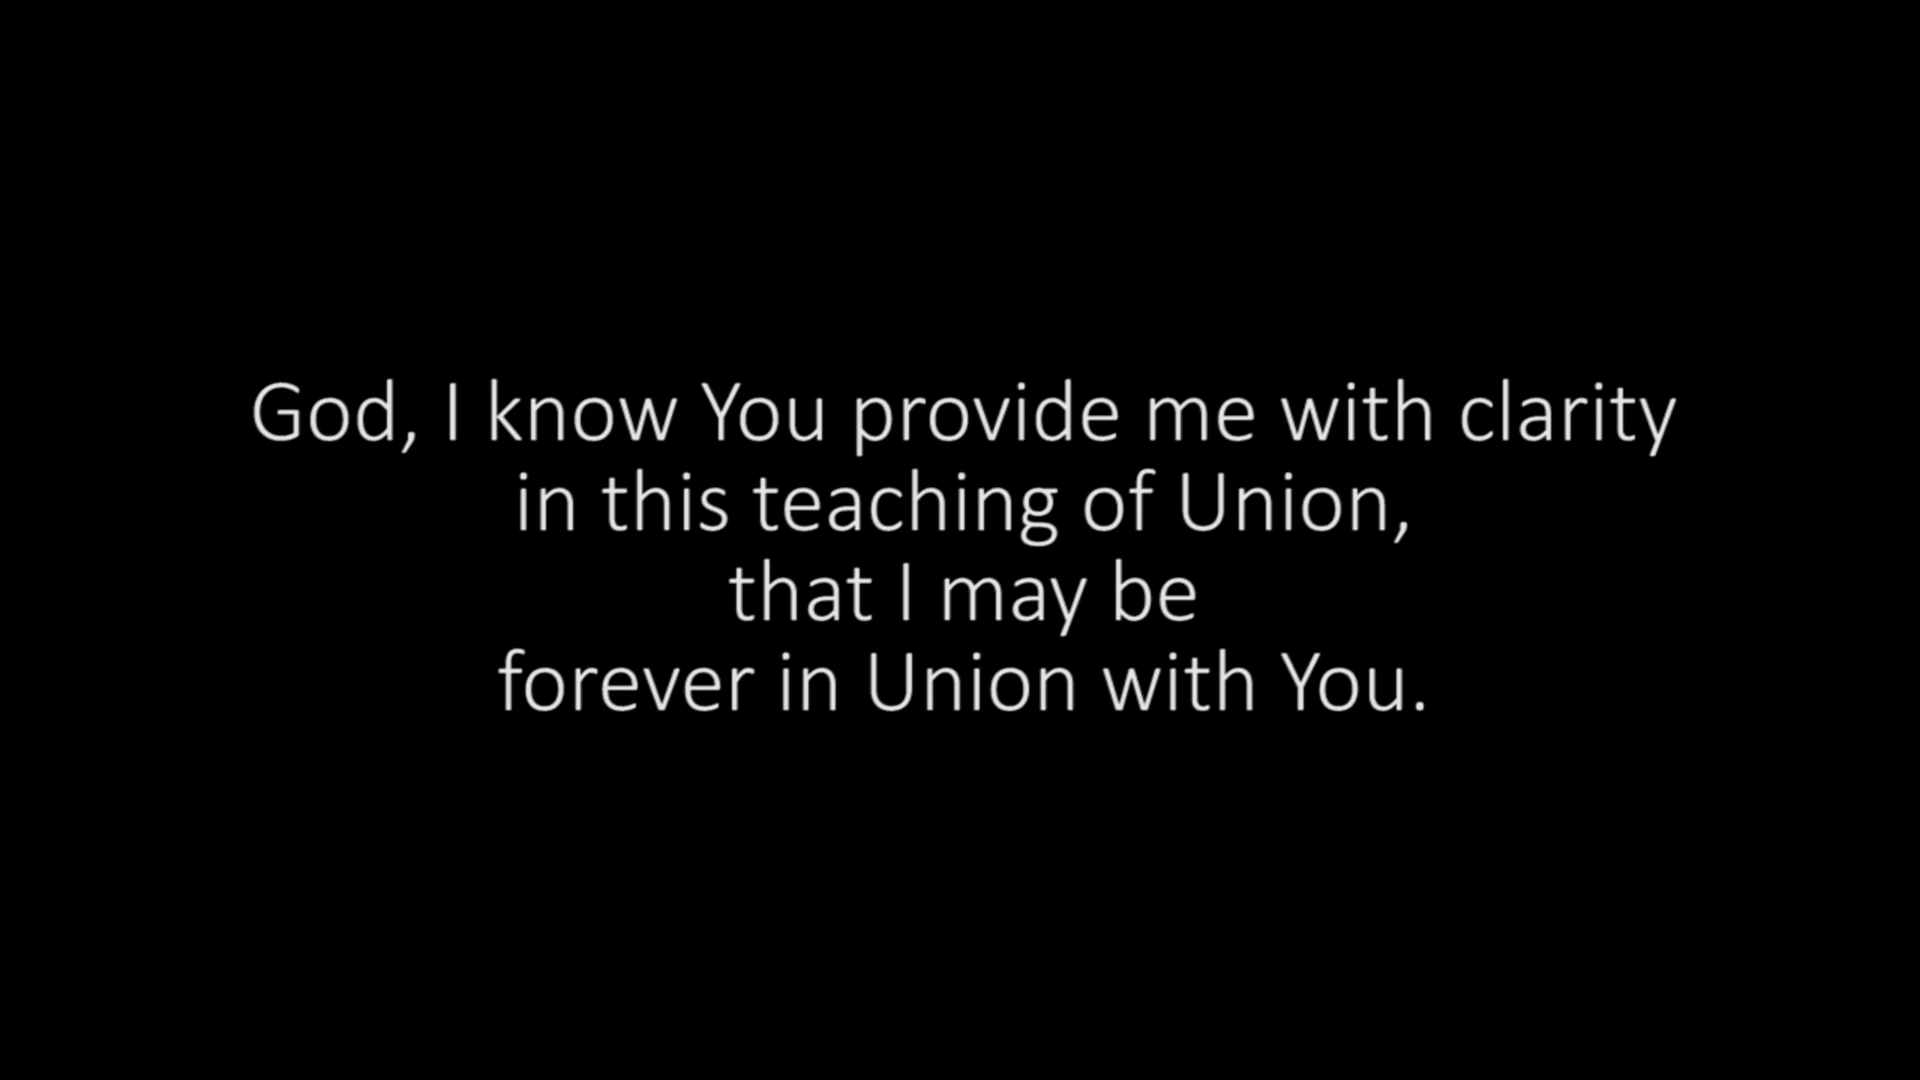 God, I know You provide me with clarity
in this teaching of Union,
that I may be
forever in Union with You.